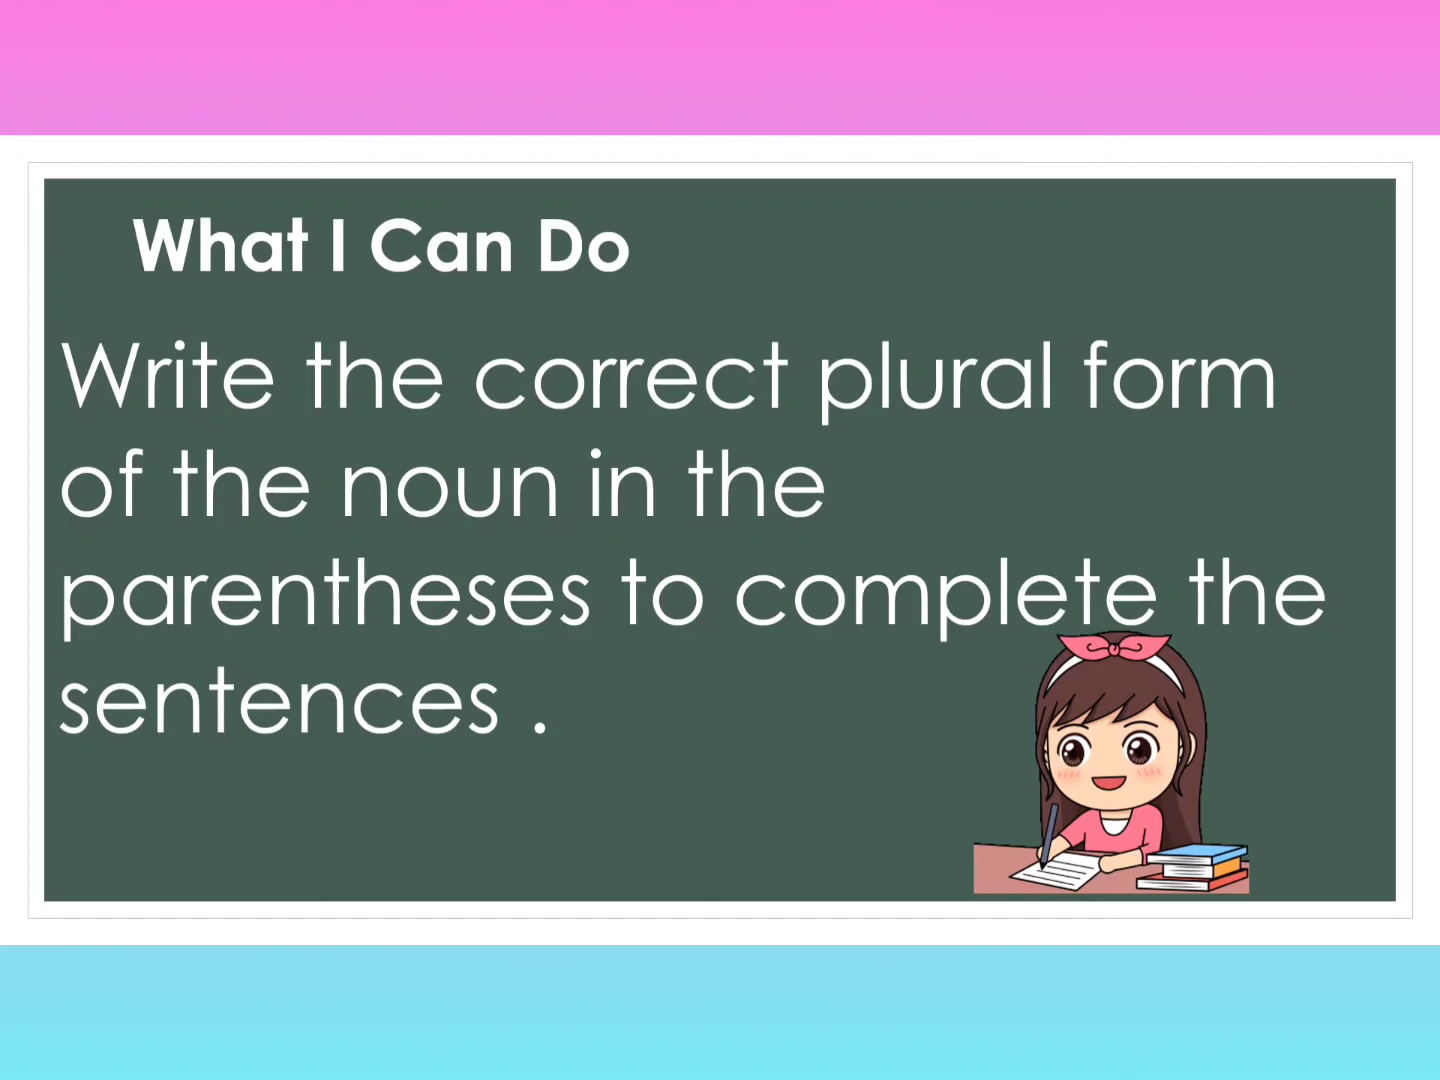 What I Can Do
Write the correct plural form
of the noun in the
parentheses to complete the
sentences .